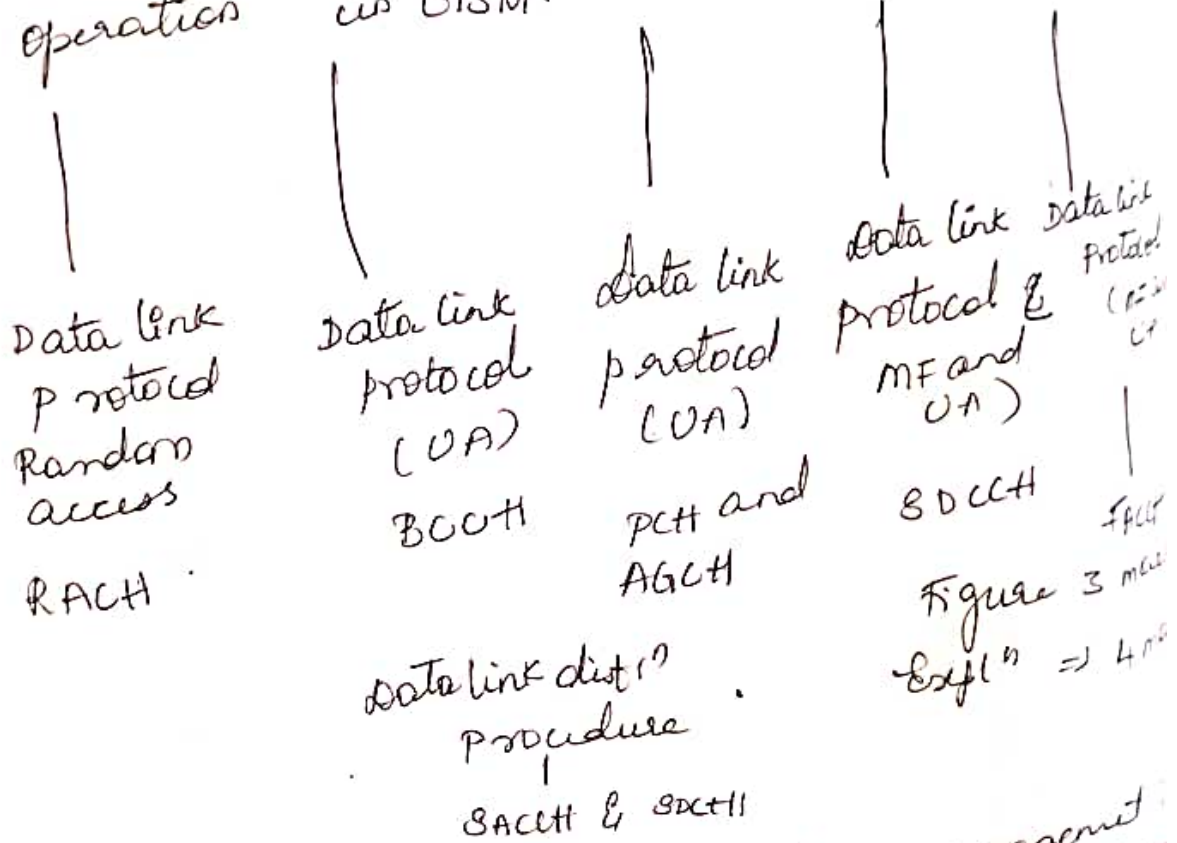 operation in GSM.
Data link
protocol
Random
access
RACH
Data link
protocol
(UA)
BCCH
Data link
protocol
(UA)
PCH and
AGCH
Data link
protocol &
MF and
UA)
SDCCH
Data link
Protocol
Figure 3
Expl(n) => 4
Data link dist(n)
Procedure
SACCH & SDCCH